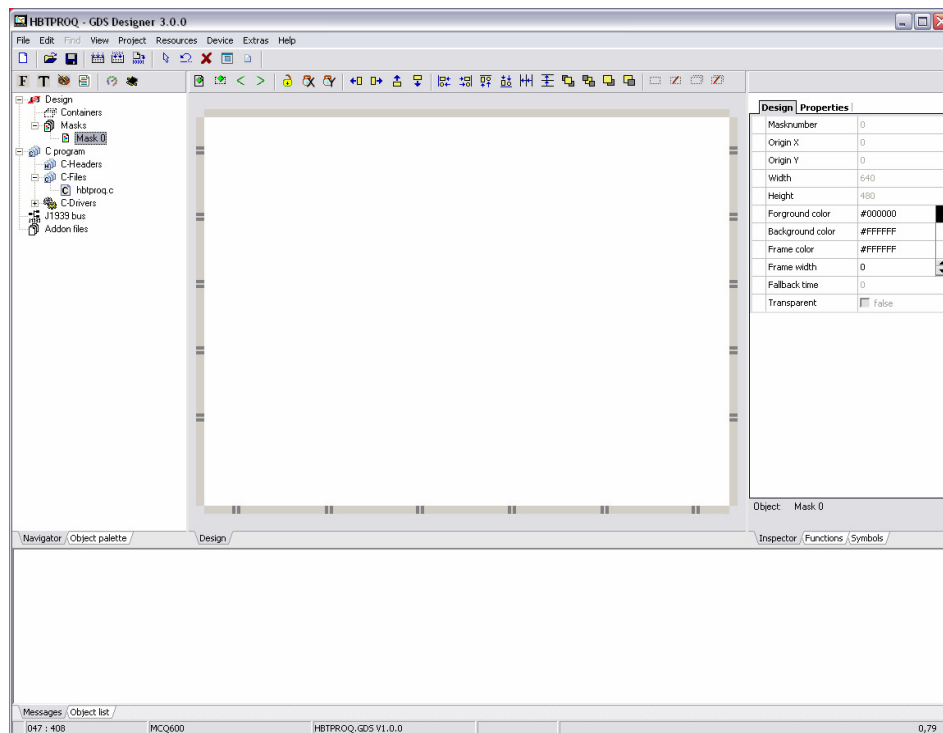 HBTPROQ - GDS Designer 3.0.0
File Edit Find View Project Resources Device Extras Help
F T
Design
Containers
Masks
Mask 0
C program
C-Headers
C-Files
hbtproq.c
C-Drivers
J1939 bus
Addon files
Design Properties
Masknumber 0
Origin X 0
Origin Y 0
Width 640
Height 480
Forground color #000000
Background color #FFFFFF
Frame color #FFFFFF
Frame width 0
Fallback time 0
Transparent false
Object: Mask 0
Navigator Object palette
Design
Inspector Functions Symbols
Messages Object list
047 : 408 MCQ600 HBTPROQ.GDS V1.0.0 0,79